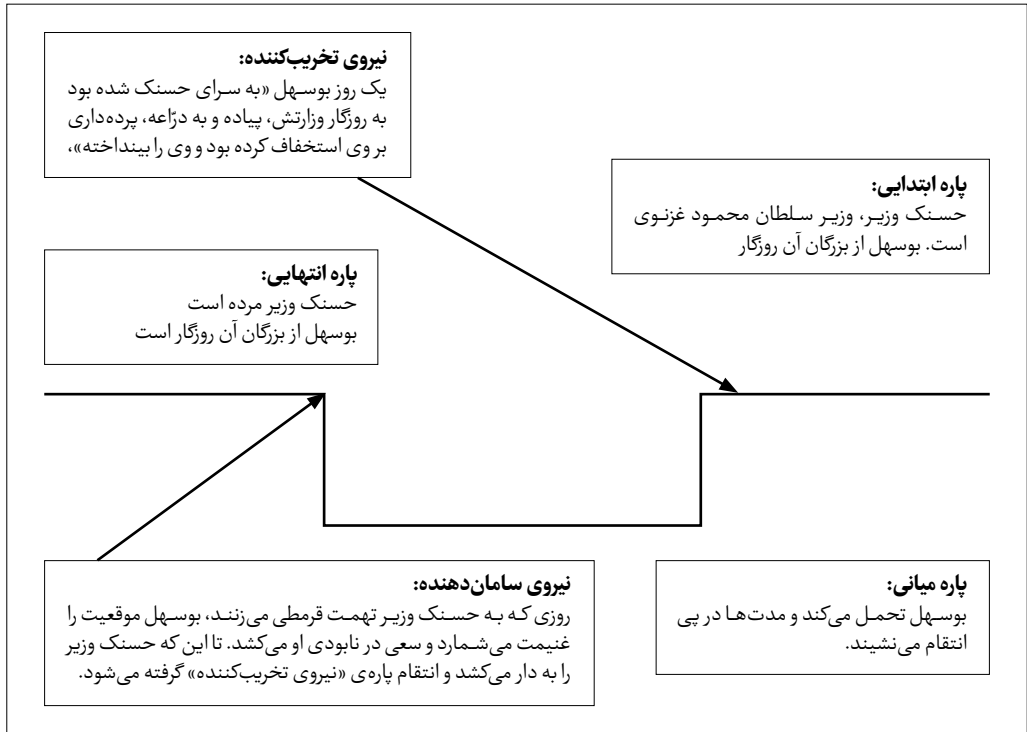 نیروی تخریب‌کننده:
یک روز بوسهل «به سرای حسنک شده بود
به روزگار وزارتش، پیاده و به درّاعه، پرده‌داری
بر وی استخفاف کرده بود و وی را بینداخته»،
پاره ابتدایی:
حسنک وزیر، وزیر سلطان محمود غزنوی
است. بوسهل از بزرگان آن روزگار
پاره انتهایی:
حسنک وزیر مرده است
بوسهل از بزرگان آن روزگار است
پاره میانی:
بوسهل تحمل می‌کند و مدت‌ها در پی
انتقام می‌نشیند.
نیروی سامان‌دهنده:
روزی که به حسنک وزیر تهمت قرمطی می‌زنند، بوسهل موقعیت را
غنیمت می‌شمارد و سعی در نابودی او می‌کشد. تا این که حسنک وزیر
را به دار می‌کشد و انتقام پاره‌ی «نیروی تخریب‌کننده» گرفته می‌شود.